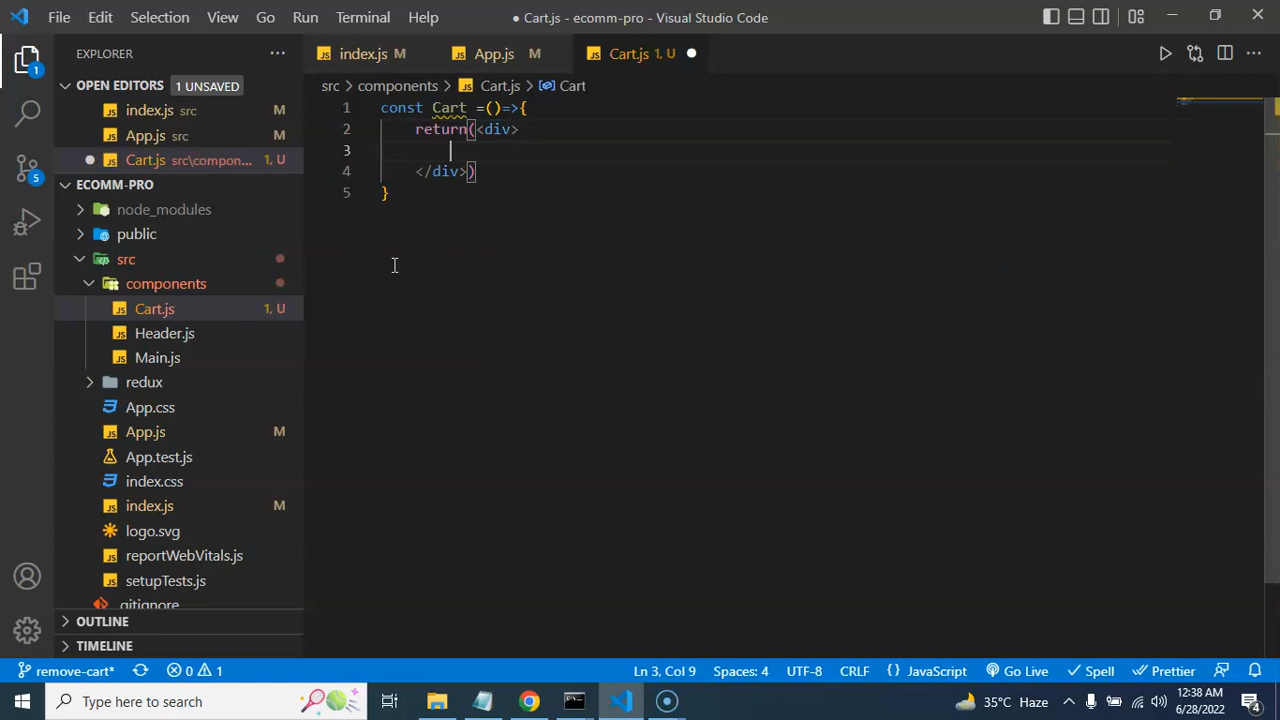 File Edit Selection View Go Run Terminal Help
● Cart.js - ecomm-pro - Visual Studio Code
EXPLORER
index.js M App.js M Cart.js 1, U
OPEN EDITORS 1 UNSAVED
src > components > Cart.js > Cart
index.js src M
App.js src M
Cart.js src\compon... 1, U
ECOMM-PRO
node_modules
public
src
components
Cart.js 1, U
Header.js
Main.js
redux
App.css
App.js M
App.test.js
index.css
index.js M
logo.svg
reportWebVitals.js
setupTests.js
.gitignore
OUTLINE
TIMELINE
1 const Cart =()=>{
2 return(<div>
3
4 </div>)
5 }
1
5
remove-cart* 0 1 Ln 3, Col 9 Spaces: 4 UTF-8 CRLF { } JavaScript Go Live Spell Prettier
Type here to search
35°C Haze 12:38 AM
6/28/2022
4